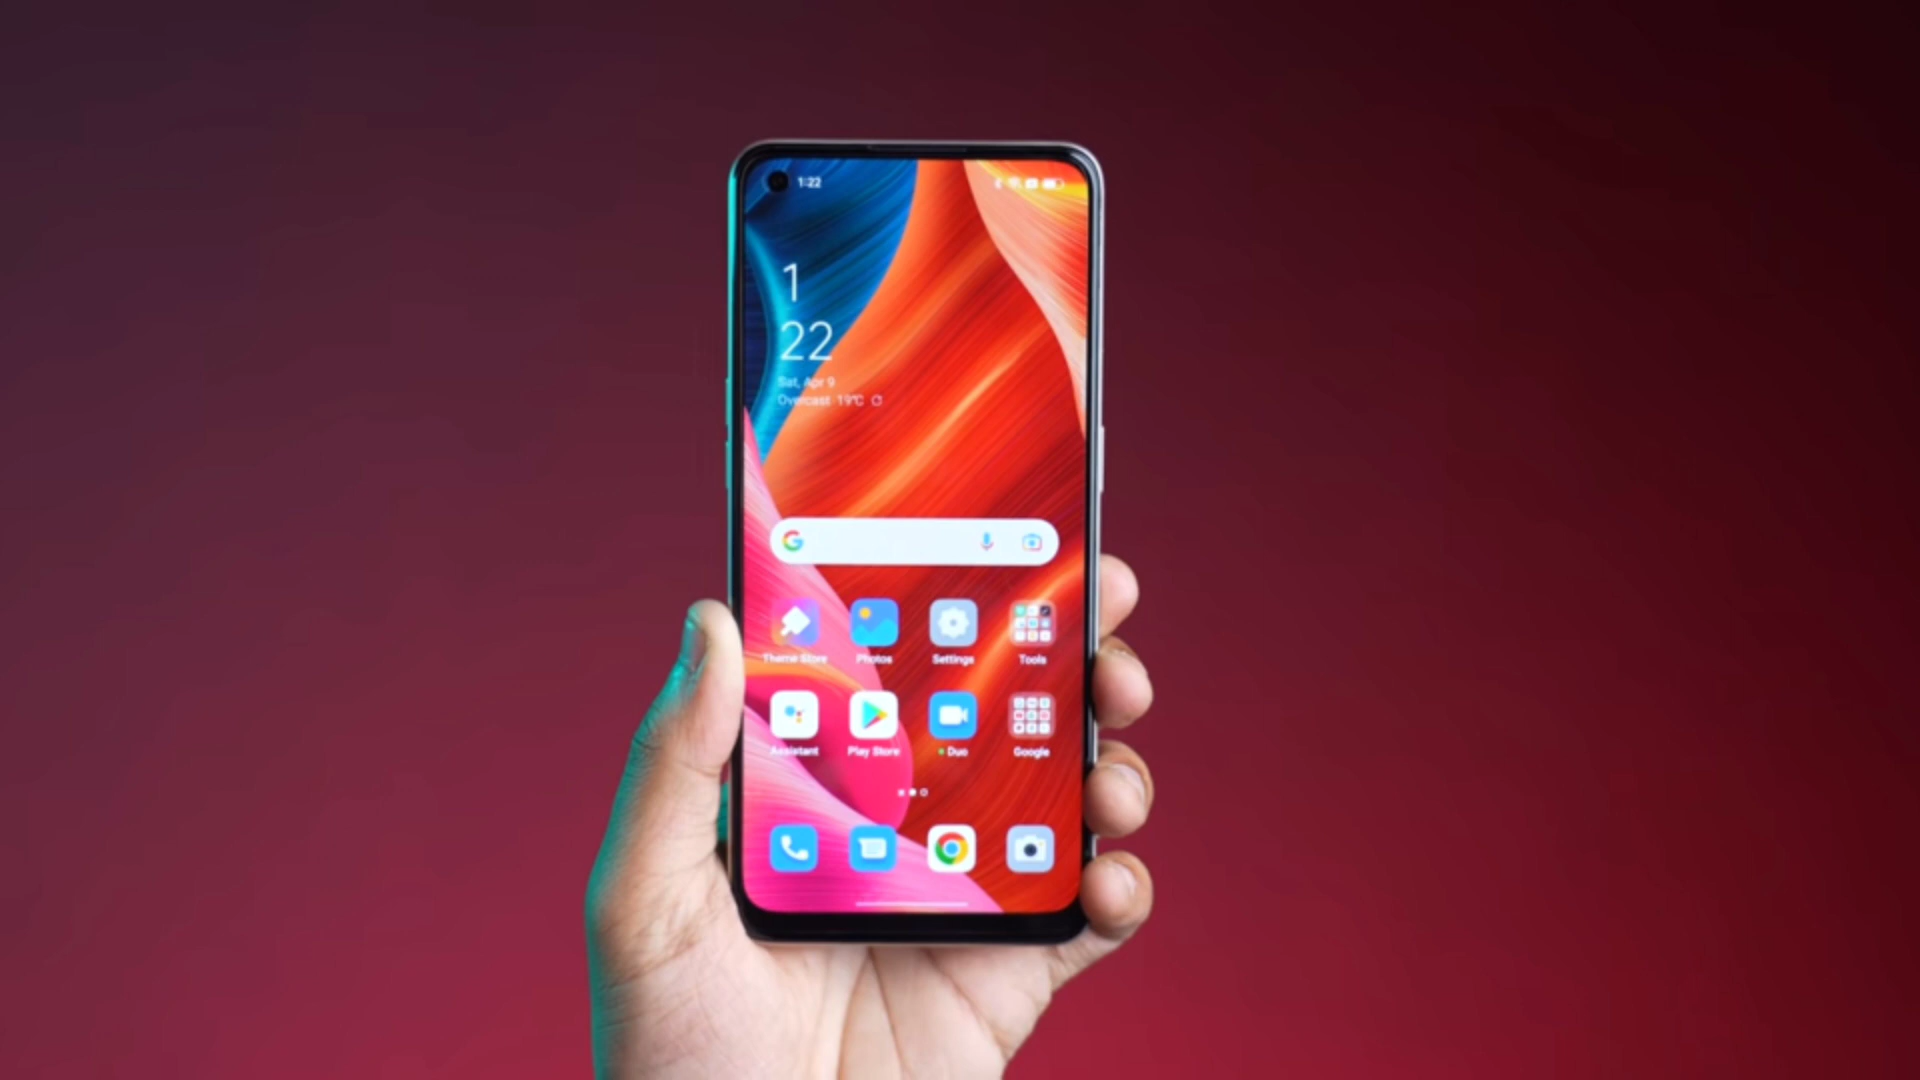 1:22
1
22
Sat, Apr 9
Overcast 19°C
Theme Store Photos Settings Tools
Assistant Play Store Duo Google